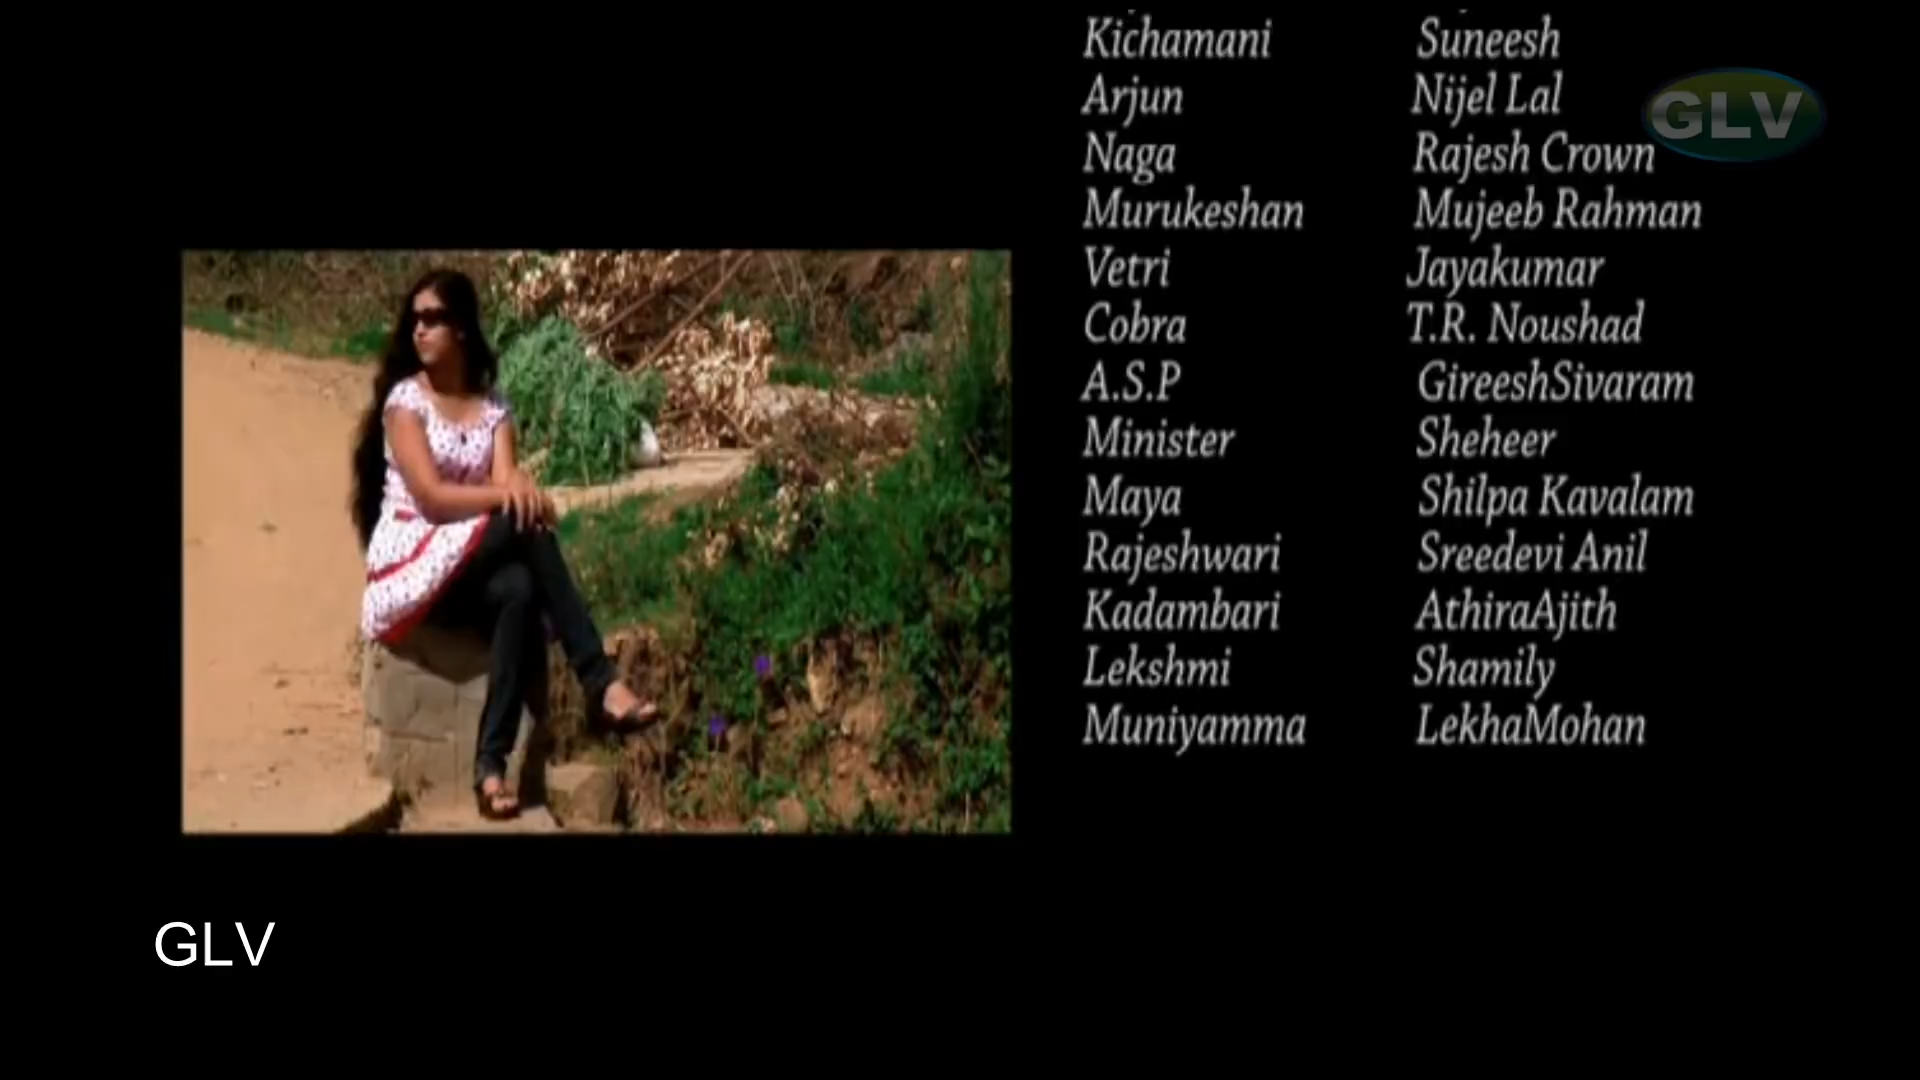 Kichamani Suneesh
Arjun Nijel Lal
Naga Rajesh Crown
Murukeshan Mujeeb Rahman
Vetri Jayakumar
Cobra T.R. Noushad
A.S.P GireeshSivaram
Minister Sheheer
Maya Shilpa Kavalam
Rajeshwari Sreedevi Anil
Kadambari AthiraAjith
Lekshmi Shamily
Muniyamma LekhaMohan
GLV
GLV